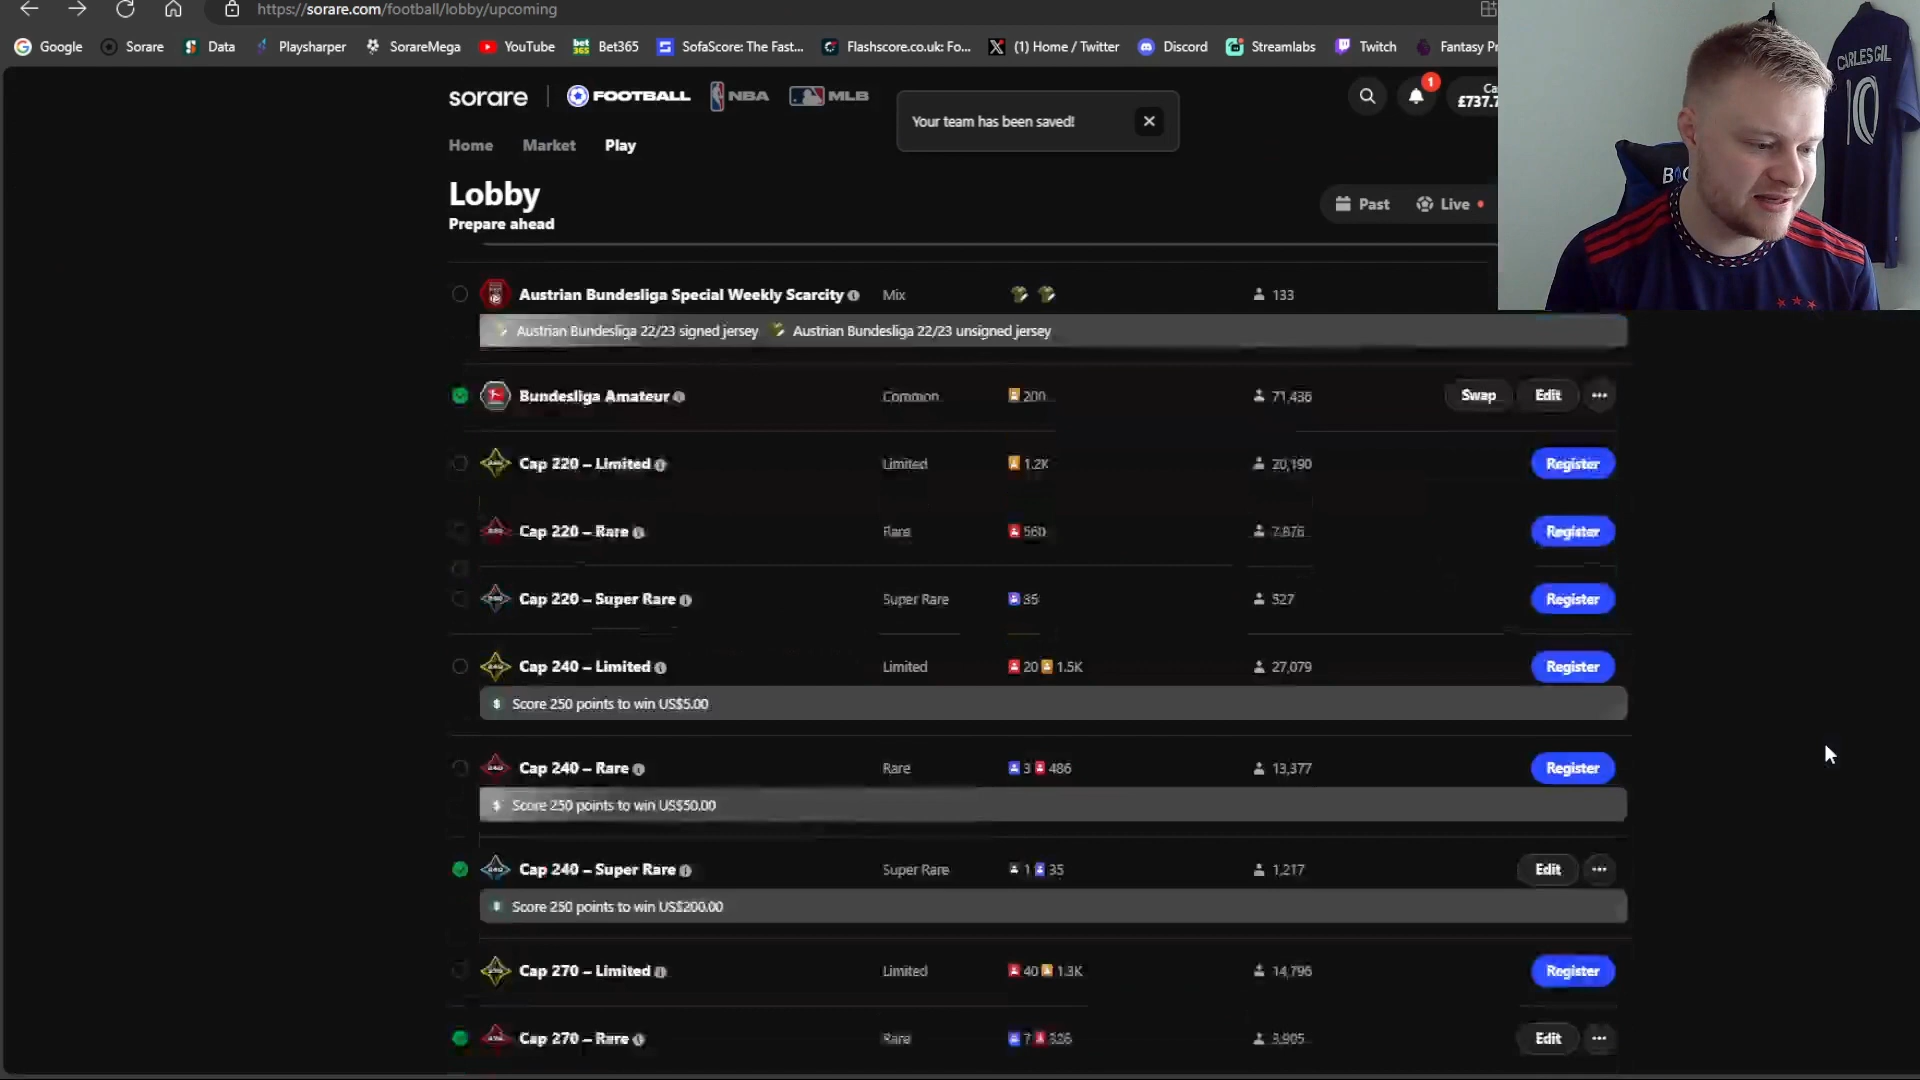 https://sorare.com/football/lobby/upcoming
Google Sorare Data Playsharper SorareMega YouTube Bet365 SofaScore: The Fast... Flashscore.co.uk: Fo... (1) Home / Twitter Discord Streamlabs Twitch Fantasy Pr
sorare FOOTBALL NBA MLB
1
Ca
£737.7
Your team has been saved!
Home Market Play
Lobby
Prepare ahead
Past Live
Austrian Bundesliga Special Weekly Scarcity Mix 133
Austrian Bundesliga 22/23 signed jersey Austrian Bundesliga 22/23 unsigned jersey
Bundesliga Amateur Common 200 71,436 Swap Edit
Cap 220 – Limited Limited 1.2K 20,190 Register
Cap 220 – Rare Rare 560 7,876 Register
Cap 220 – Super Rare Super Rare 35 527 Register
Cap 240 – Limited Limited 20 1.5K 27,079 Register
Score 250 points to win US$5.00
Cap 240 – Rare Rare 3 486 13,377 Register
Score 250 points to win US$50.00
Cap 240 – Super Rare Super Rare 1 35 1,217 Edit
Score 250 points to win US$200.00
Cap 270 – Limited Limited 40 1.3K 14,796 Register
Cap 270 – Rare Rare 7 326 3,905 Edit
CARLES GIL
10